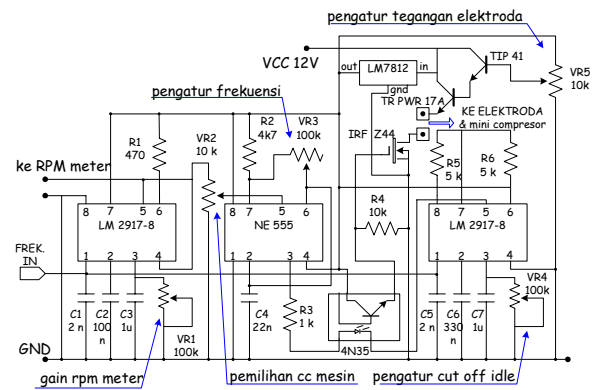 pengatur tegangan elektroda
TIP 41
VCC 12V
out LM7812 in
gnd
VR5
10k
pengatur frekuensi
TR PWR 17A
KE ELEKTRODA
& mini compresor
R1
470
VR2
10 k
R2
4k7
VR3
100k
IRF Z44
R5
5 k
R6
5 k
ke RPM meter
8 7 5 6
LM 2917-8
1 2 3 4
8 7 5 6
NE 555
1 2 3 4
R4
10k
8 7 5 6
LM 2917-8
1 2 3 4
FREK.
IN
C1
2 n
C2
100
n
C3
1u
VR1
100k
C4
22n
R3
1 k
4N35
C5
2 n
C6
330
n
C7
1u
VR4
100k
GND
gain rpm meter
pemilihan cc mesin
pengatur cut off idle